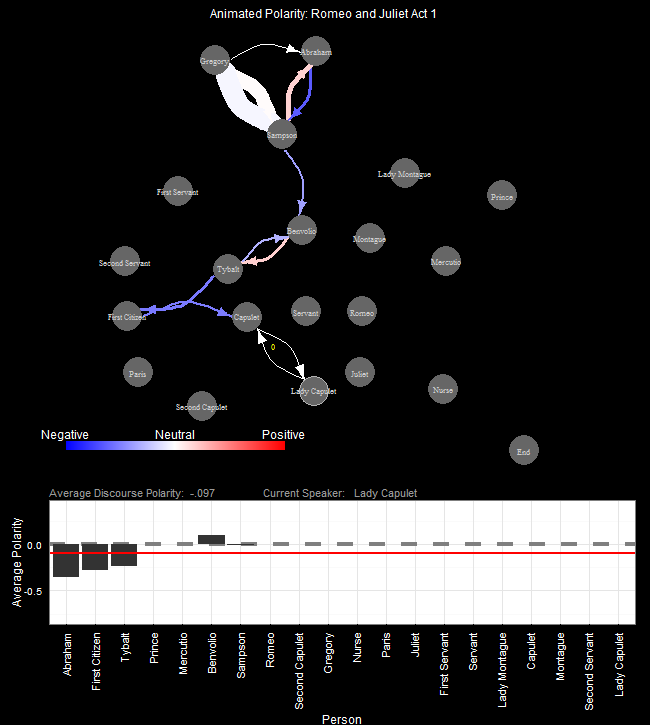 Animated Polarity: Romeo and Juliet Act 1
Gregory
Abraham
Sampson
Lady Montague
First Servant
Prince
Benvolio
Montague
Second Servant
Mercutio
Tybalt
First Citizen
Capulet
Servant
Romeo
0
Paris
Juliet
Lady Capulet
Nurse
Second Capulet
Negative Neutral Positive
End
Average Discourse Polarity: -.097 Current Speaker: Lady Capulet
Average Polarity
0.0
-0.5
Abraham
First Citizen
Tybalt
Prince
Mercutio
Benvolio
Sampson
Romeo
Second Capulet
Gregory
Nurse
Paris
Juliet
First Servant
Servant
Lady Montague
Capulet
Montague
Second Servant
Lady Capulet
Person